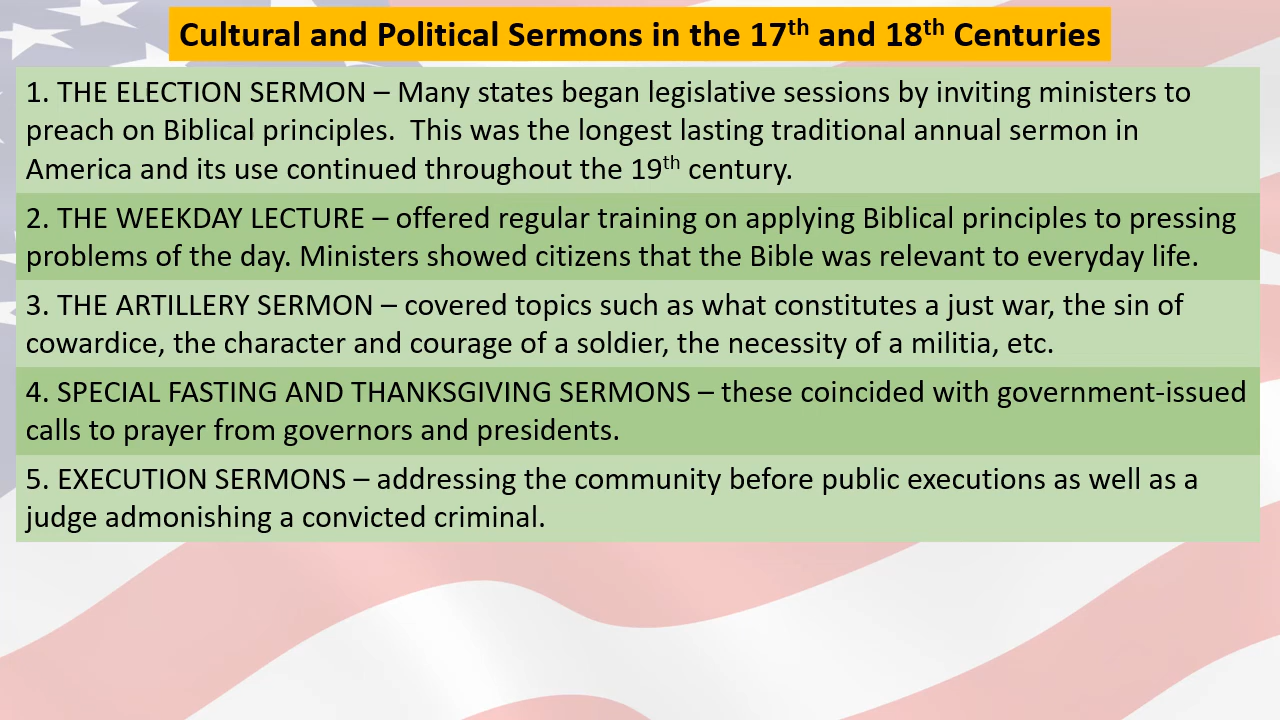 Cultural and Political Sermons in the 17th and 18th Centuries
1. THE ELECTION SERMON – Many states began legislative sessions by inviting ministers to
preach on Biblical principles.  This was the longest lasting traditional annual sermon in
America and its use continued throughout the 19th century.
2. THE WEEKDAY LECTURE – offered regular training on applying Biblical principles to pressing
problems of the day. Ministers showed citizens that the Bible was relevant to everyday life.
3. THE ARTILLERY SERMON – covered topics such as what constitutes a just war, the sin of
cowardice, the character and courage of a soldier, the necessity of a militia, etc.
4. SPECIAL FASTING AND THANKSGIVING SERMONS – these coincided with government-issued
calls to prayer from governors and presidents.
5. EXECUTION SERMONS – addressing the community before public executions as well as a
judge admonishing a convicted criminal.